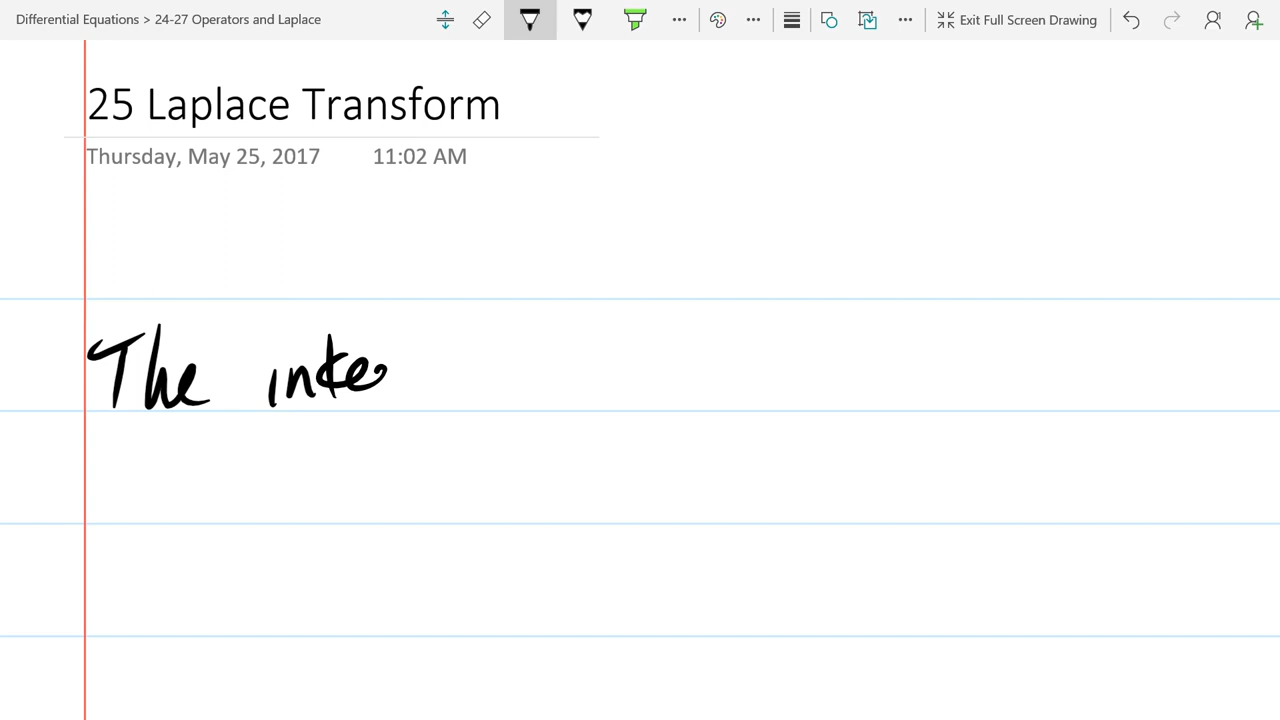 Differential Equations > 24-27 Operators and Laplace
Exit Full Screen Drawing
25 Laplace Transform
Thursday, May 25, 2017 11:02 AM
The inte